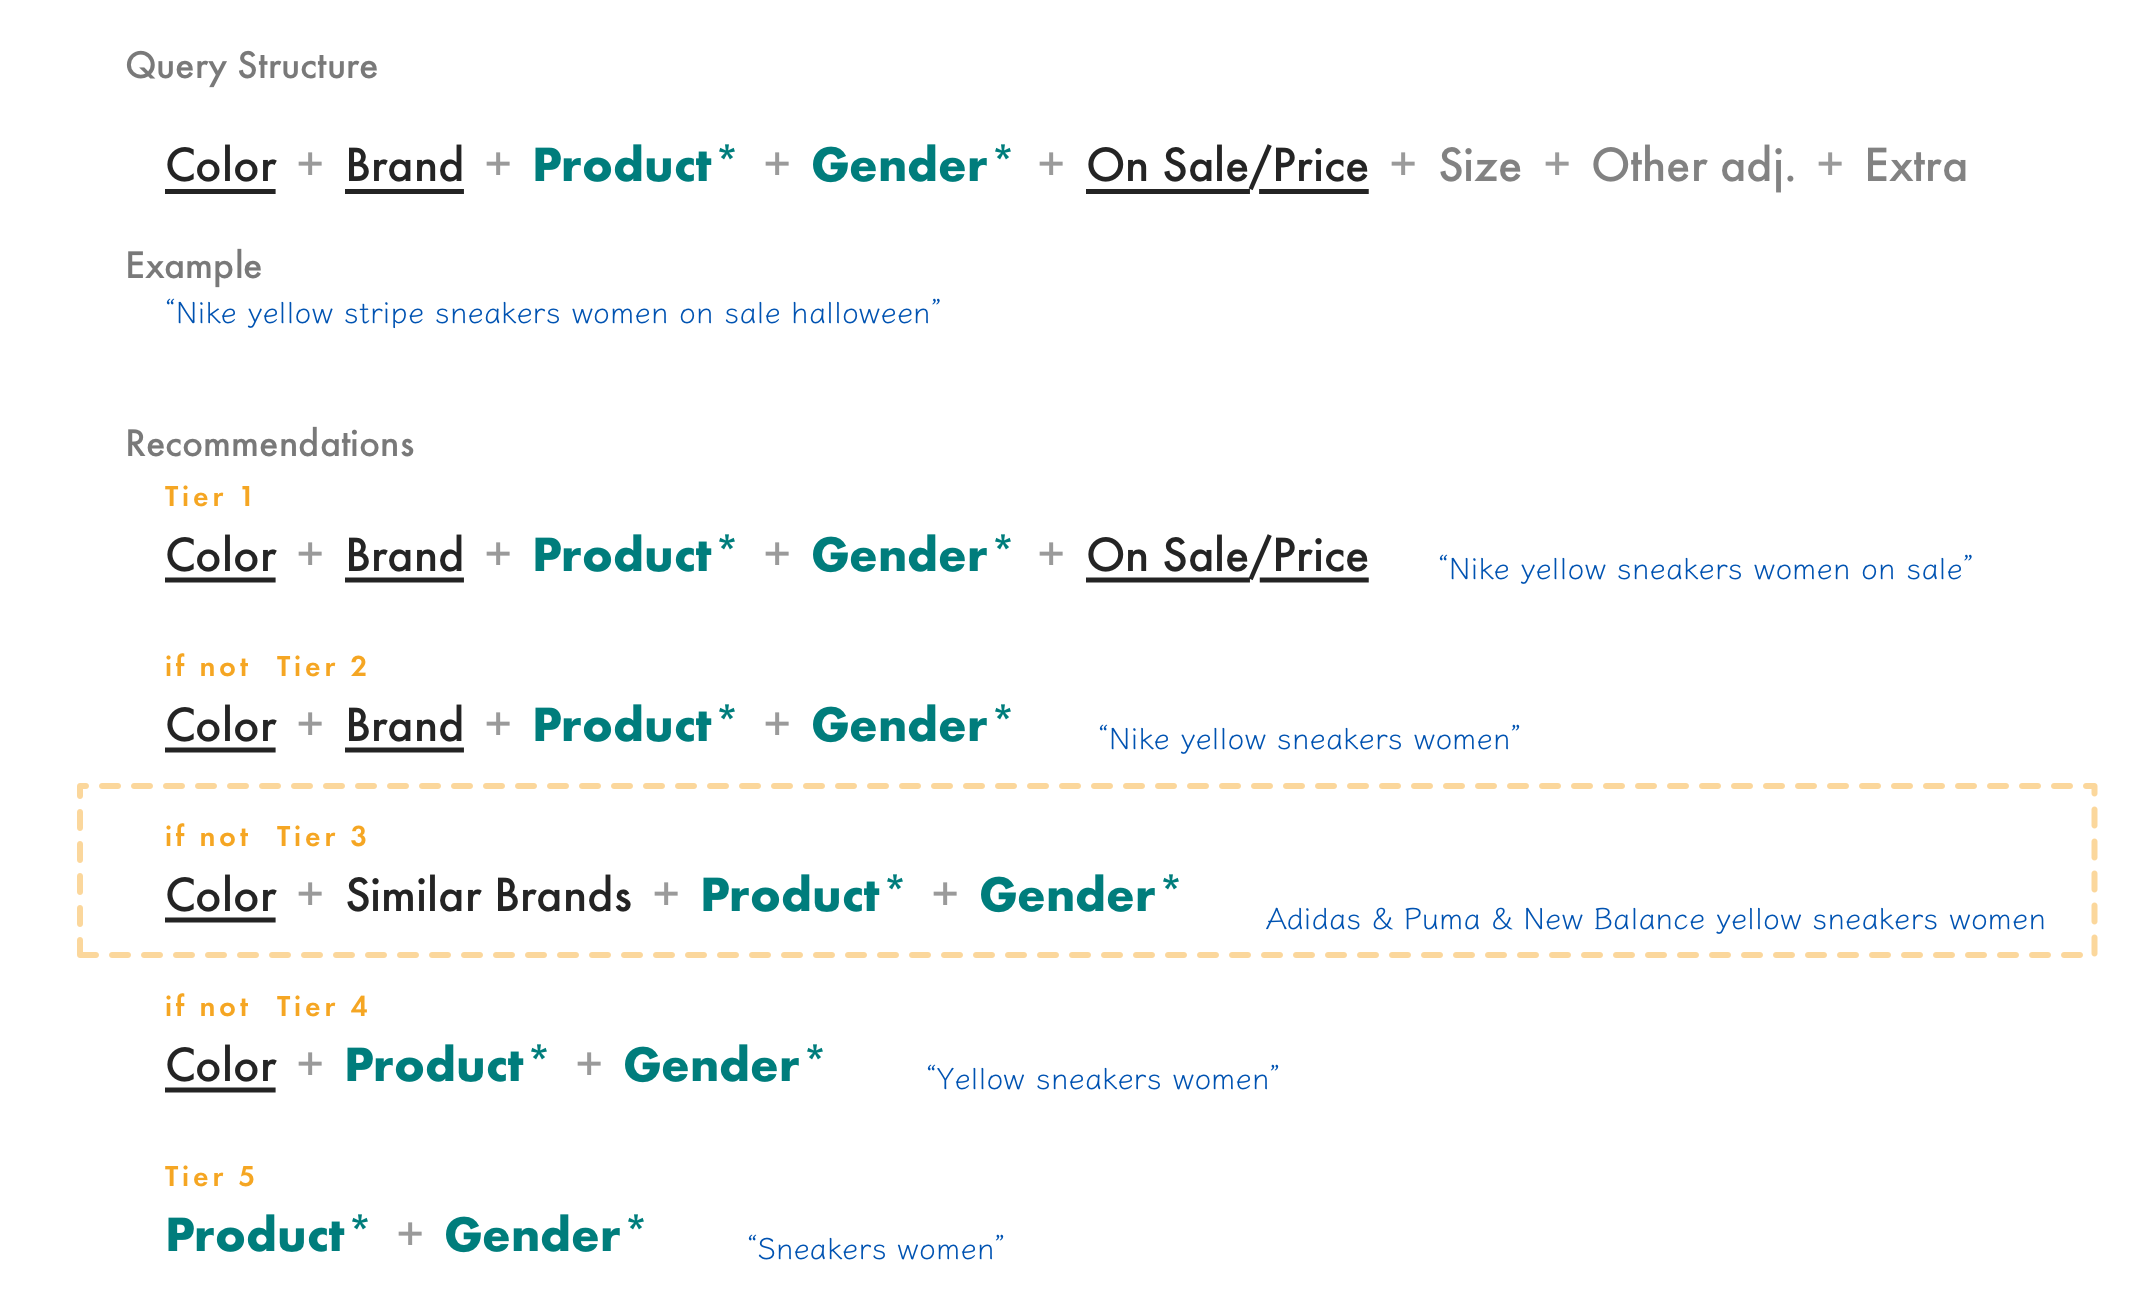 Query Structure
Color + Brand + Product* + Gender* + On Sale/Price + Size + Other adj. + Extra
Example
“Nike yellow stripe sneakers women on sale halloween”
Recommendations
Tier 1
Color + Brand + Product* + Gender* + On Sale/Price “Nike yellow sneakers women on sale”
if not Tier 2
Color + Brand + Product* + Gender* “Nike yellow sneakers women”
if not Tier 3
Color + Similar Brands + Product* + Gender* Adidas & Puma & New Balance yellow sneakers women
if not Tier 4
Color + Product* + Gender* “Yellow sneakers women”
Tier 5
Product* + Gender* “Sneakers women”